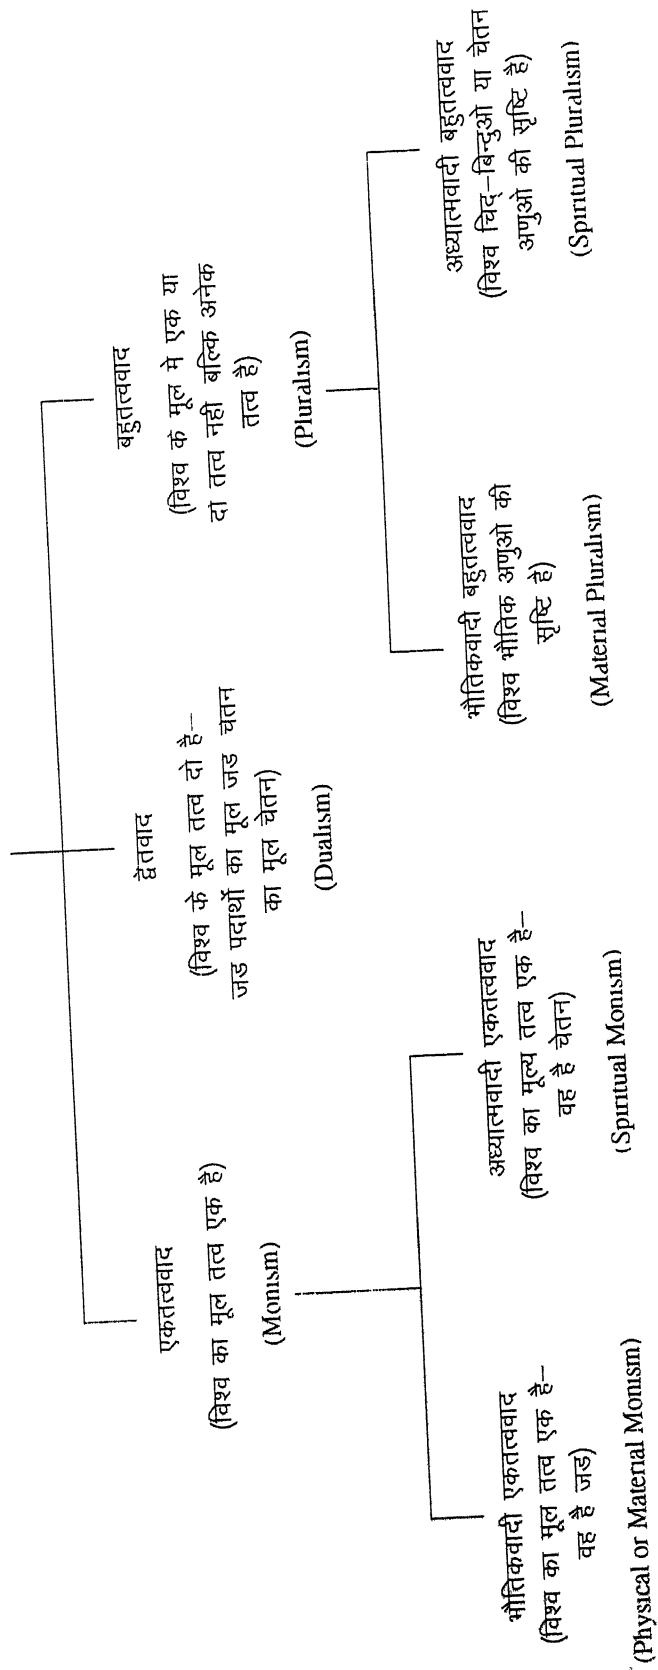 एकतत्ववाद
(विश्व का मूल तत्व एक है)
(Monism)
द्वैतवाद
(विश्व के मूल तत्व दो है–
जड पदार्थो का मूल जड चेतन
का मूल चेतन)
(Dualism)
बहुतत्ववाद
(विश्व के मूल मे एक या
दो तत्व नही बल्कि अनेक
तत्व है)
(Pluralism)
भौतिकवादी एकतत्ववाद
(विश्व का मूल तत्व एक है–
वह है जड)
(Physical or Material Monism)
अध्यात्मवादी एकतत्ववाद
(विश्व का मूल्य तत्व एक है–
वह है चेतन)
(Spiritual Monism)
भौतिकवादी बहुतत्ववाद
(विश्व भौतिक अणुओ की
सृष्टि है)
(Material Pluralism)
अध्यात्मवादी बहुतत्ववाद
(विश्व चिद्–बिन्दुओ या चेतन
अणुओ की सृष्टि है)
(Spiritual Pluralism)